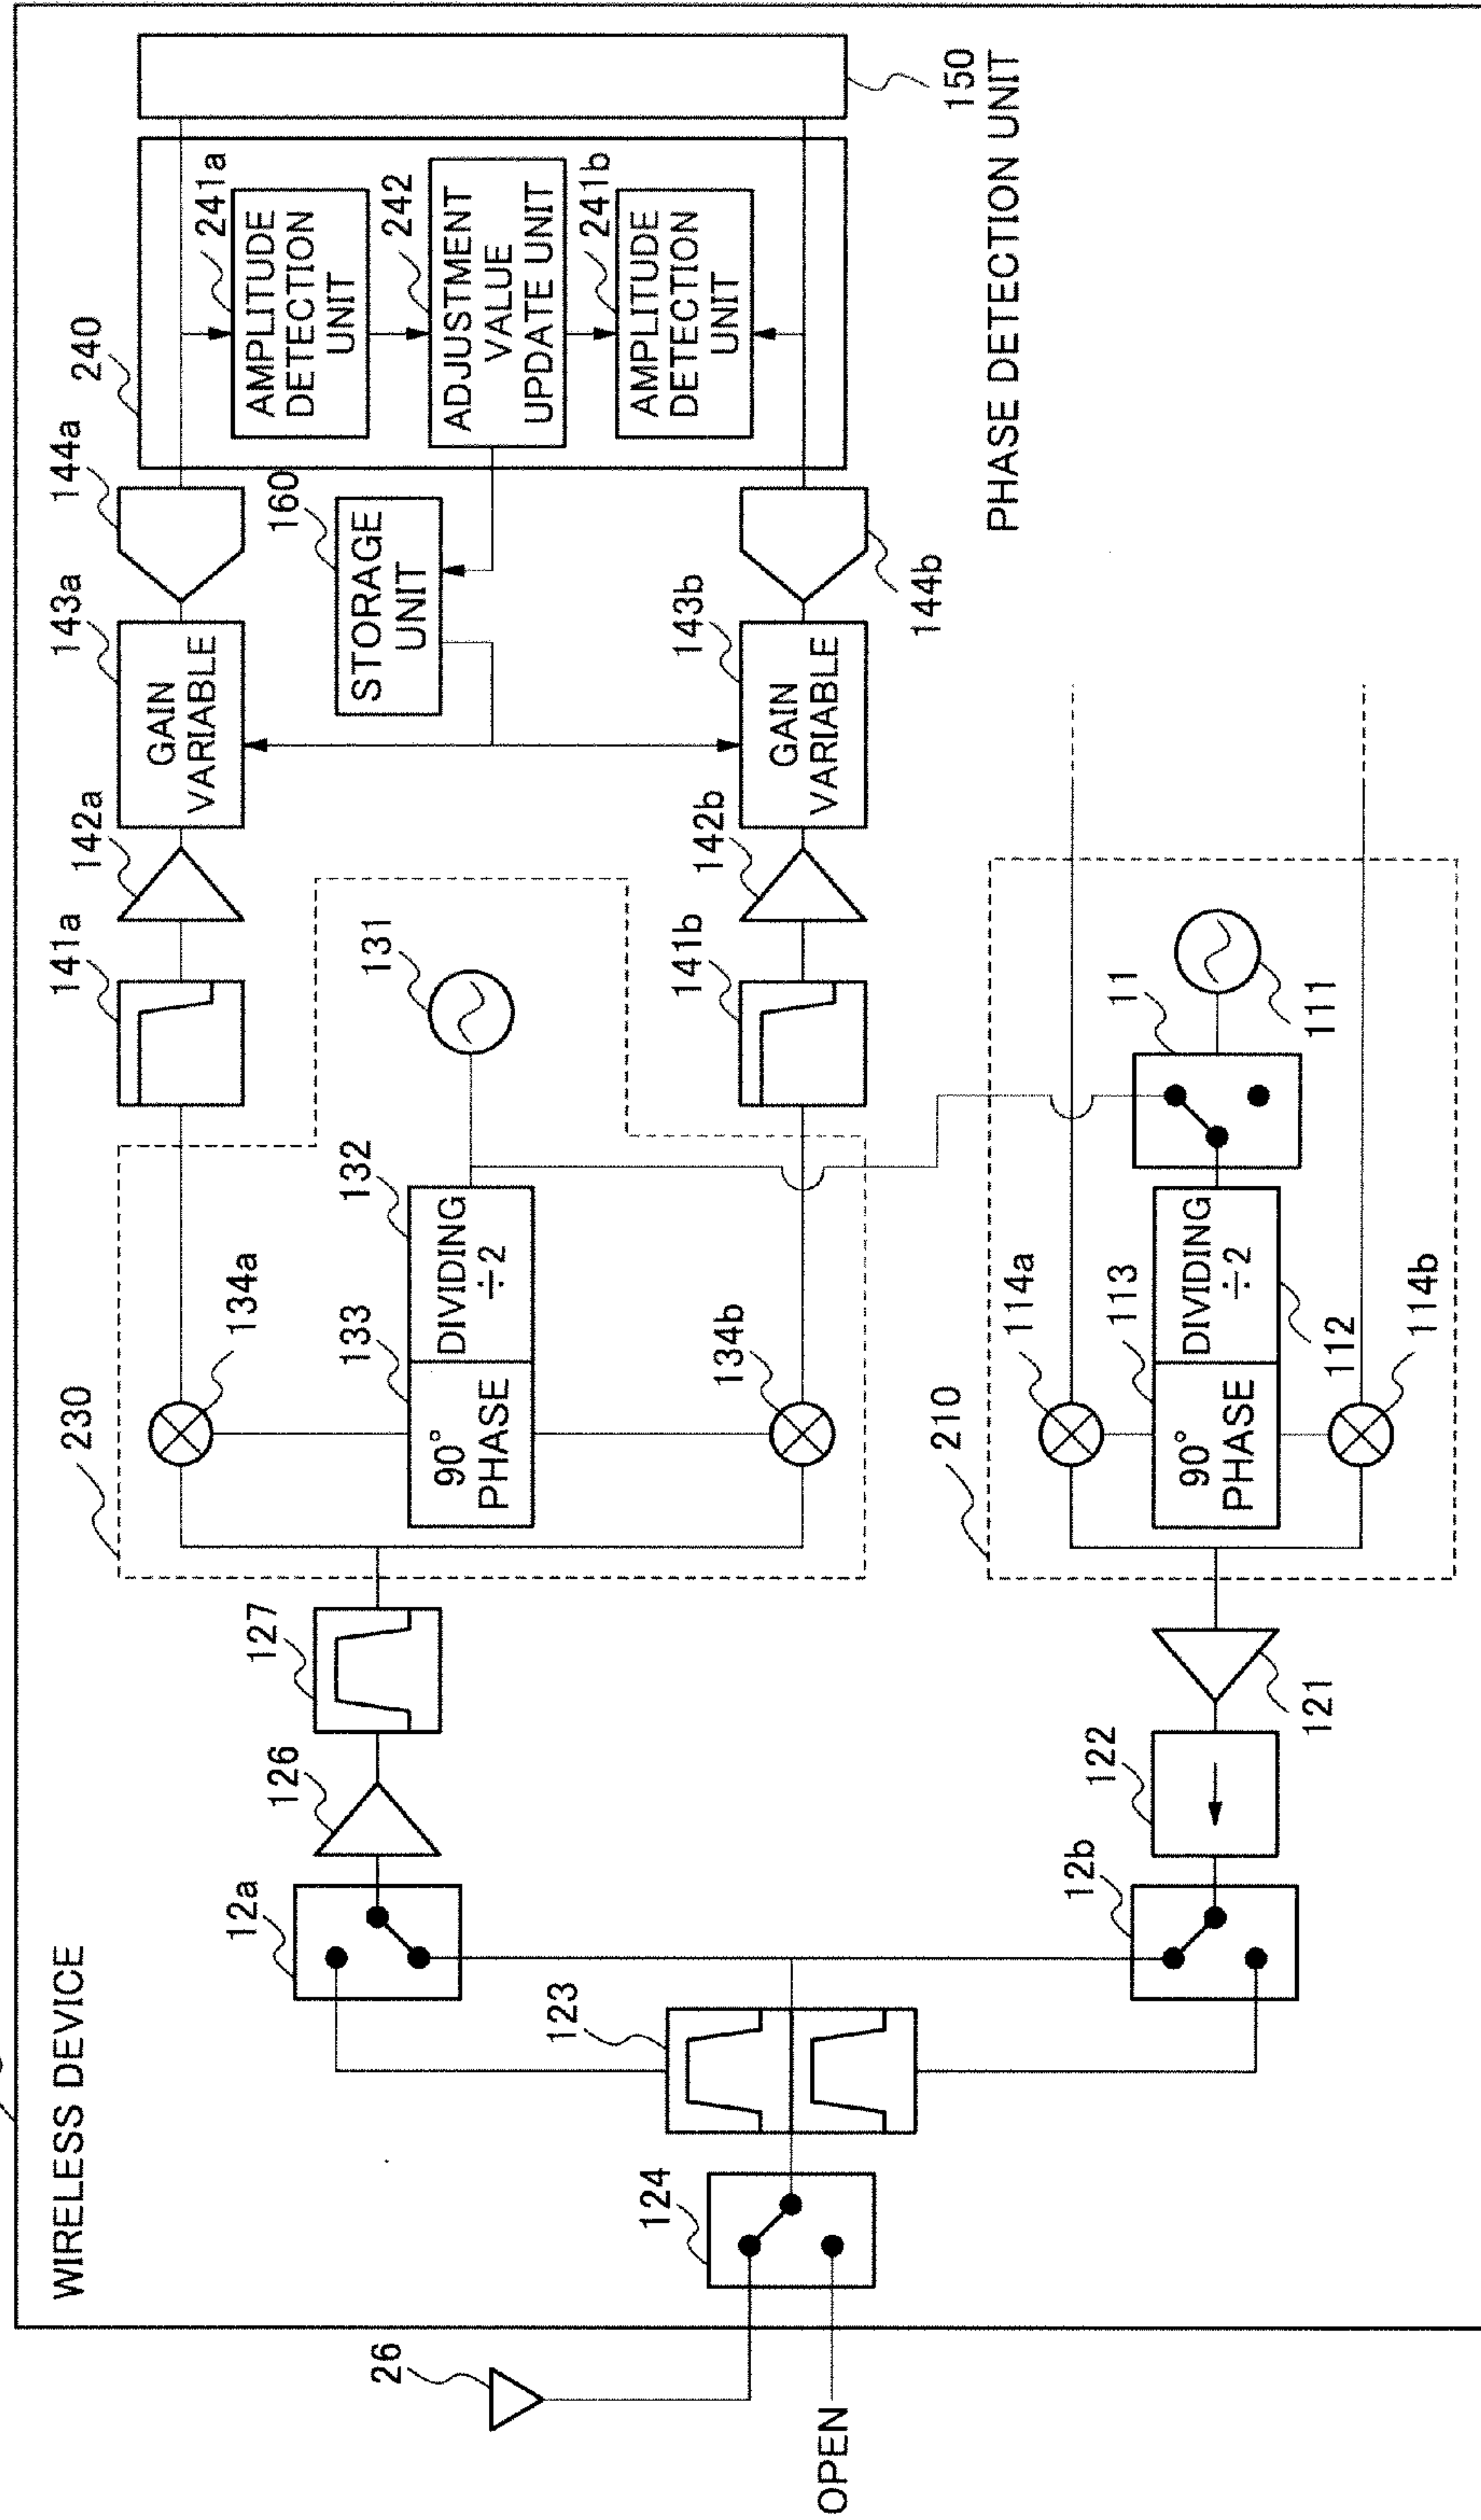 WIRELESS DEVICE
26
OPEN
124
123
12a
12b
126
127
122
121
230
134a
133
132
90°
PHASE
DIVIDING
÷2
134b
131
141a
142a
143a
144a
GAIN
VARIABLE
160
STORAGE
UNIT
240
241a
AMPLITUDE
DETECTION
UNIT
242
ADJUSTMENT
VALUE
UPDATE UNIT
241b
AMPLITUDE
DETECTION
UNIT
141b
142b
143b
GAIN
VARIABLE
144b
150
PHASE DETECTION UNIT
210
114a
113
90°
PHASE
DIVIDING
÷2
112
114b
11
111